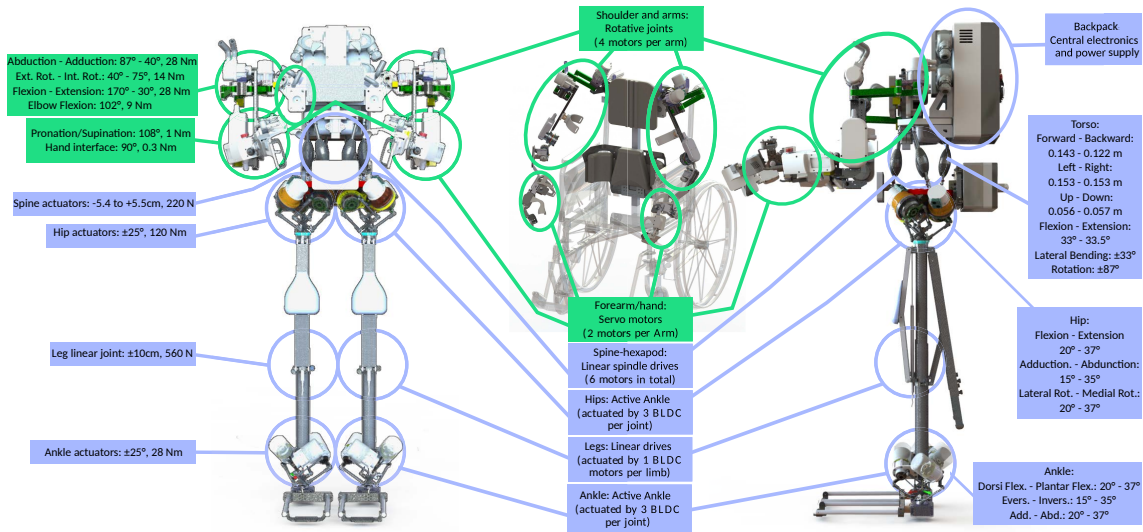 Abduction - Adduction: 87° - 40°, 28 Nm
Ext. Rot. - Int. Rot.: 40° - 75°, 14 Nm
Flexion - Extension: 170° - 30°, 28 Nm
Elbow Flexion: 102°, 9 Nm
Pronation/Supination: 108°, 1 Nm
Hand interface: 90°, 0.3 Nm
Spine actuators: -5.4 to +5.5cm, 220 N
Hip actuators: ±25°, 120 Nm
Leg linear joint: ±10cm, 560 N
Ankle actuators: ±25°, 28 Nm
Shoulder and arms:
Rotative joints
(4 motors per arm)
Forearm/hand:
Servo motors
(2 motors per Arm)
Spine-hexapod:
Linear spindle drives
(6 motors in total)
Hips: Active Ankle
(actuated by 3 BLDC
per joint)
Legs: Linear drives
(actuated by 1 BLDC
motors per limb)
Ankle: Active Ankle
(actuated by 3 BLDC
per joint)
Backpack
Central electronics
and power supply
Torso:
Forward - Backward:
0.143 - 0.122 m
Left - Right:
0.153 - 0.153 m
Up - Down:
0.056 - 0.057 m
Flexion - Extension:
33° - 33.5°
Lateral Bending: ±33°
Rotation: ±87°
Hip:
Flexion - Extension
20° - 37°
Adduction. - Abdunction:
15° - 35°
Lateral Rot. - Medial Rot.:
20° - 37°
Ankle:
Dorsi Flex. - Plantar Flex.: 20° - 37°
Evers. - Invers.: 15° - 35°
Add. - Abd.: 20° - 37°